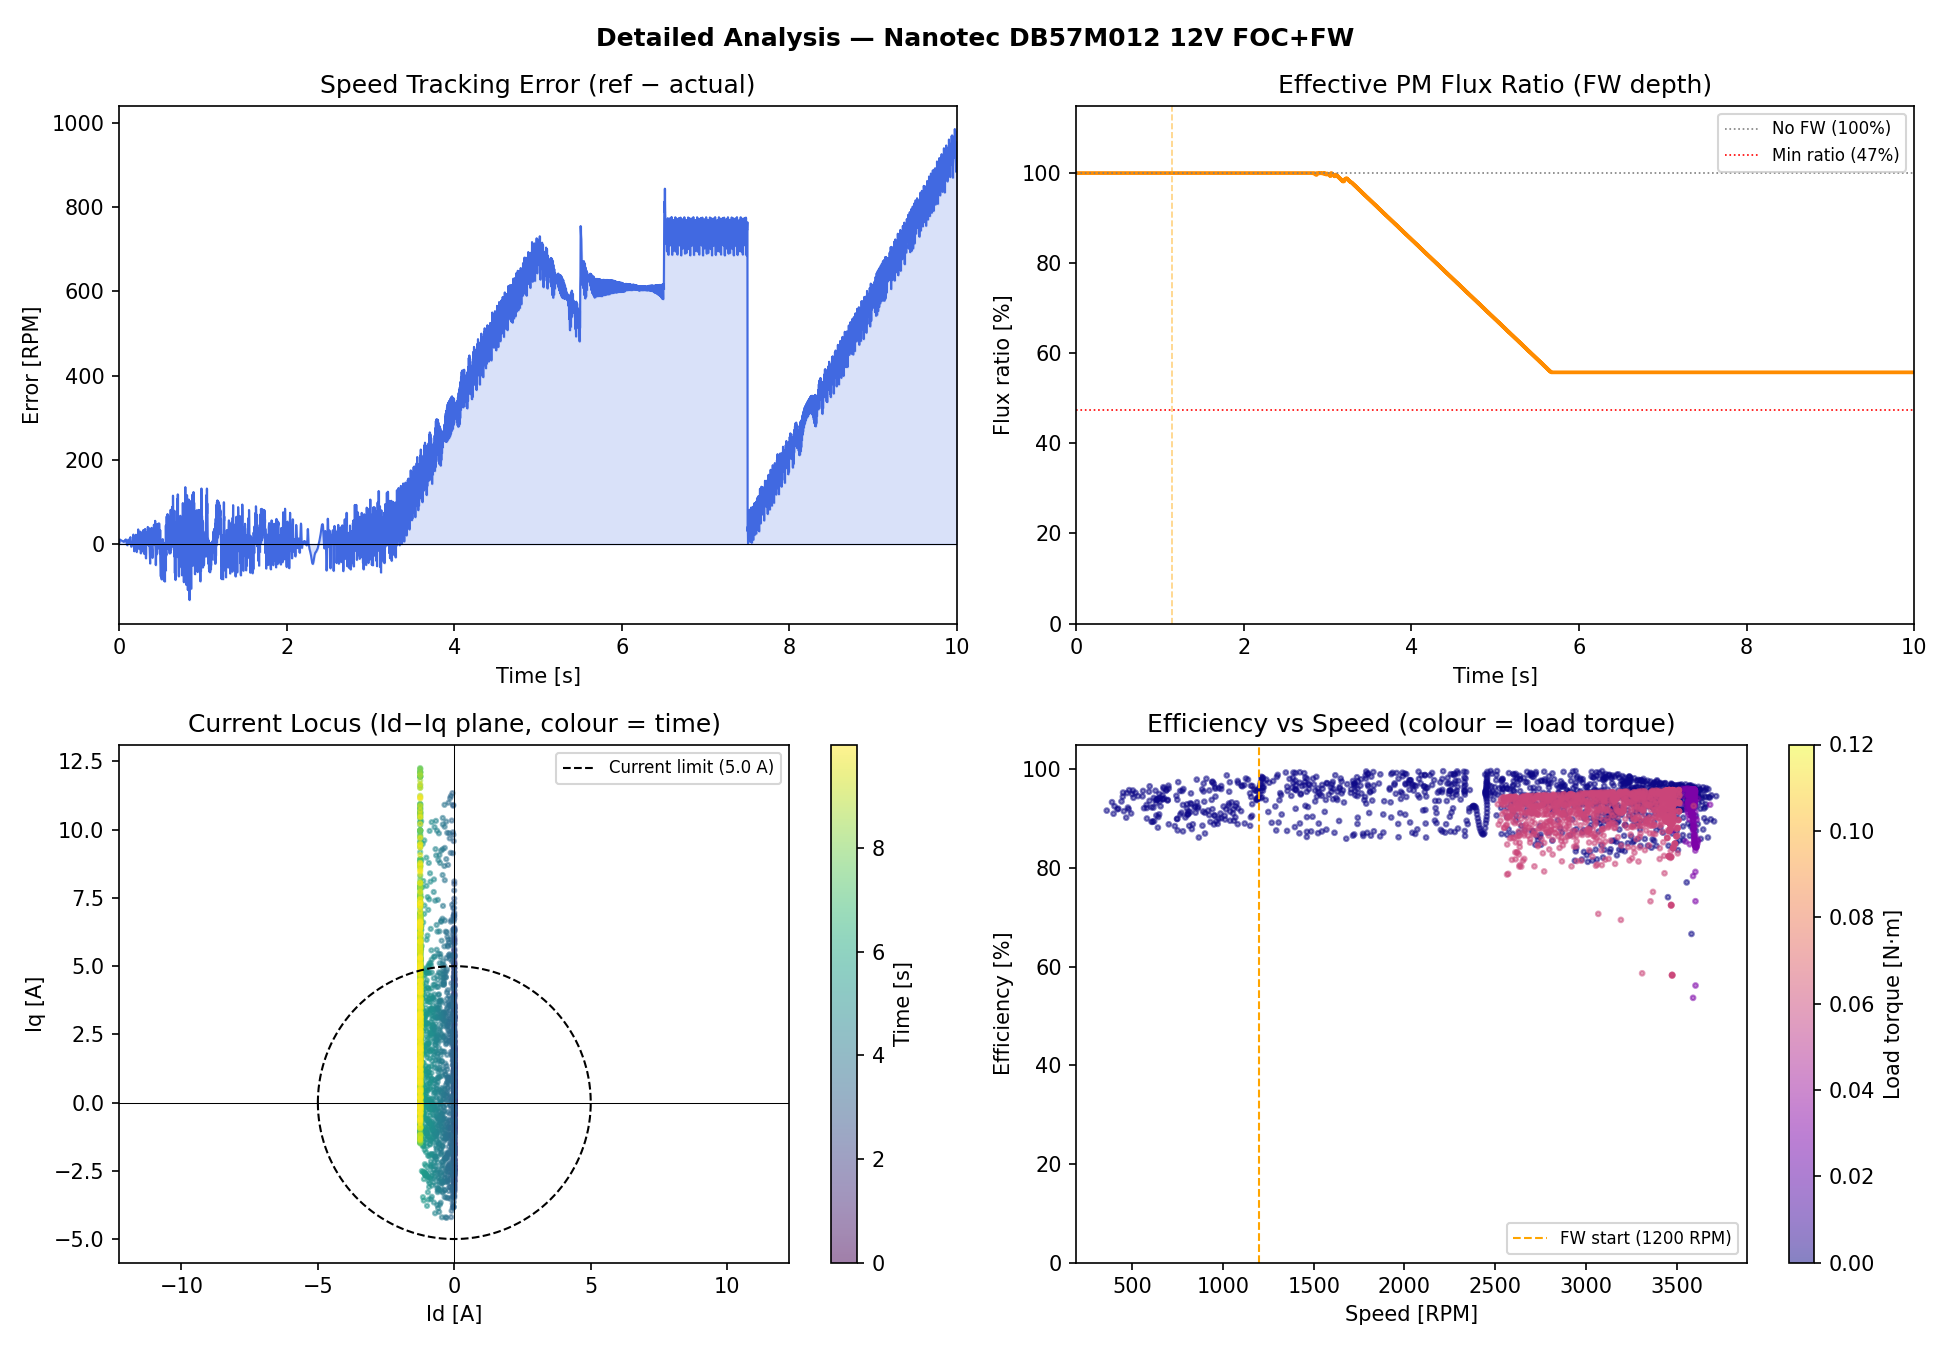 Detailed Analysis — Nanotec DB57M012 12V FOC+FW
Speed Tracking Error (ref − actual)
1000
800
600
400
200
0
Error [RPM]
0 2 4 6 8 10
Time [s]
Effective PM Flux Ratio (FW depth)
No FW (100%)
Min ratio (47%)
100
80
60
40
20
0
Flux ratio [%]
0 2 4 6 8 10
Time [s]
Current Locus (Id−Iq plane, colour = time)
Current limit (5.0 A)
12.5
10.0
7.5
5.0
2.5
0.0
−2.5
−5.0
Iq [A]
−10 −5 0 5 10
Id [A]
8
6
4
2
0
Time [s]
Efficiency vs Speed (colour = load torque)
100
80
60
40
20
0
Efficiency [%]
FW start (1200 RPM)
500 1000 1500 2000 2500 3000 3500
Speed [RPM]
0.12
0.10
0.08
0.06
0.04
0.02
0.00
Load torque [N·m]